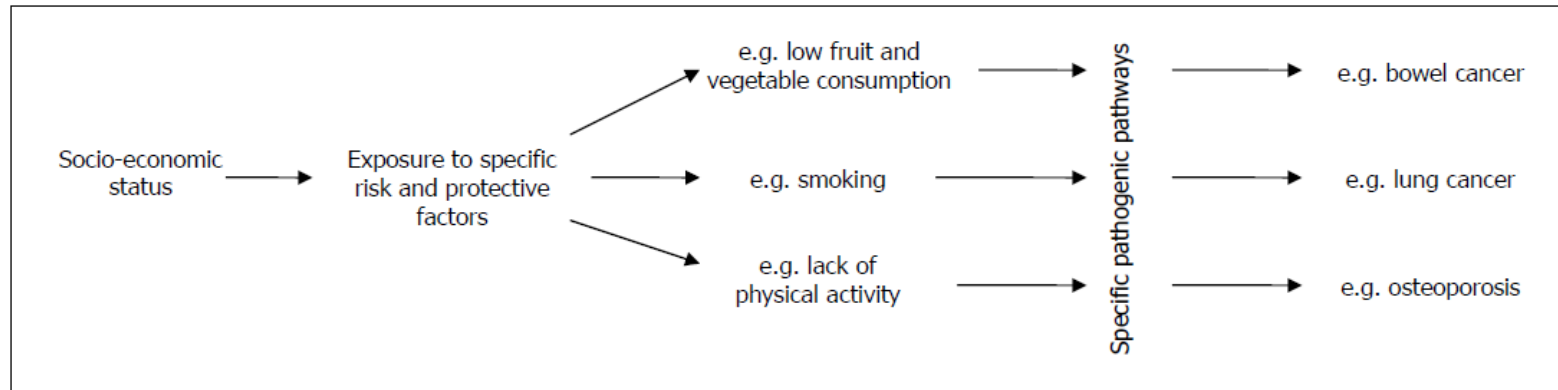 Socio-economic
status
Exposure to specific
risk and protective
factors
e.g. low fruit and
vegetable consumption
e.g. smoking
e.g. lack of
physical activity
Specific pathogenic pathways
e.g. bowel cancer
e.g. lung cancer
e.g. osteoporosis